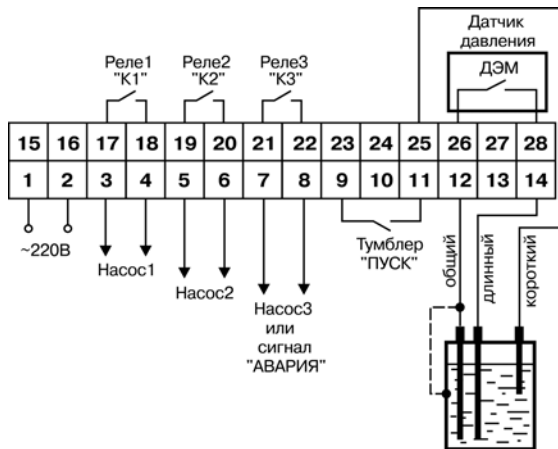 Датчик
давления
Реле1
"К1"
Реле2
"К2"
Реле3
"К3"
ДЭМ
15 16 17 18 19 20 21 22 23 24 25 26 27 28
1 2 3 4 5 6 7 8 9 10 11 12 13 14
~220В
Насос1
Насос2
Насос3
или
сигнал
"АВАРИЯ"
Тумблер
"ПУСК"
общий
длинный
короткий